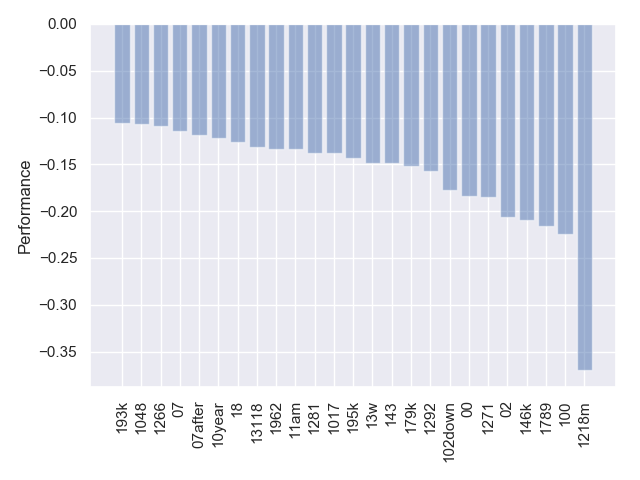 0.00
−0.05
−0.10
−0.15
−0.20
−0.25
−0.30
−0.35
Performance
193k
1048
1266
07
07after
10year
18
13118
1962
11am
1281
1017
195k
13w
143
179k
1292
102down
00
1271
02
146k
1789
100
1218m